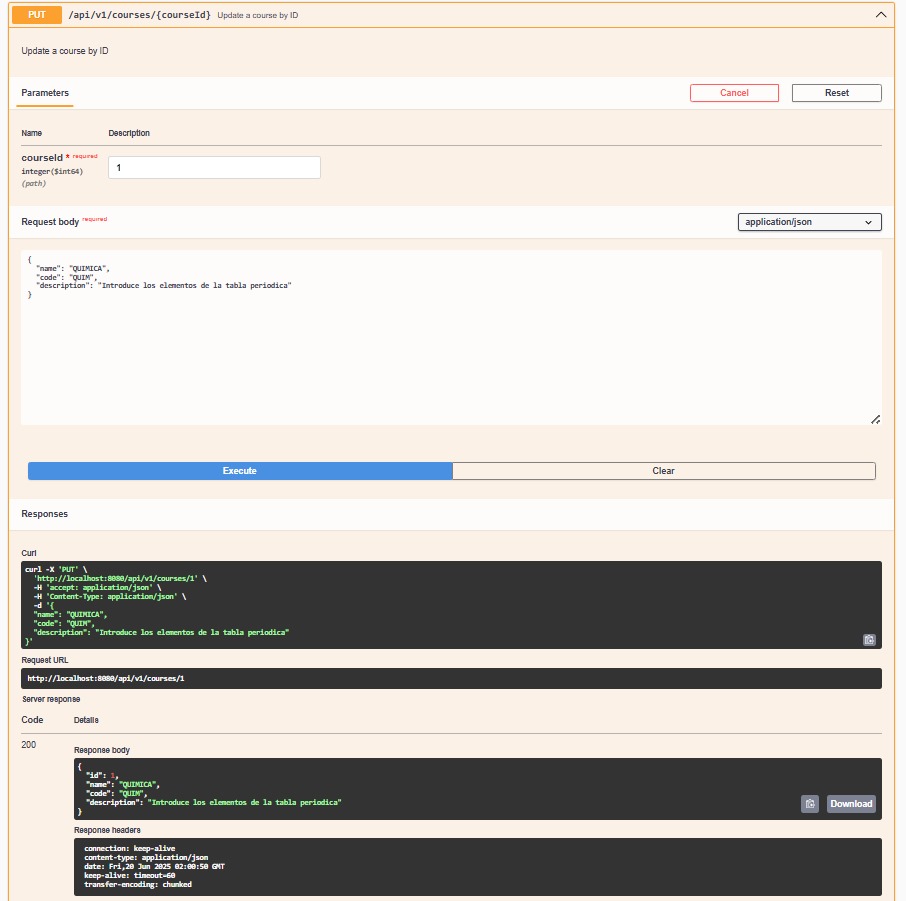 PUT /api/v1/courses/{courseId} Update a course by ID
Update a course by ID
Parameters
Cancel Reset
Name Description
courseId * required
integer($int64)
(path)
1
Request body required
application/json
{
  "name": "QUIMICA",
  "code": "QUIM",
  "description": "Introduce los elementos de la tabla periodica"
}
Execute Clear
Responses
Curl
curl -X 'PUT' \
  'http://localhost:8080/api/v1/courses/1' \
  -H 'accept: application/json' \
  -H 'Content-Type: application/json' \
  -d '{
  "name": "QUIMICA",
  "code": "QUIM",
  "description": "Introduce los elementos de la tabla periodica"
}'
Request URL
http://localhost:8080/api/v1/courses/1
Server response
Code Details
200
Response body
{
  "id": 1,
  "name": "QUIMICA",
  "code": "QUIM",
  "description": "Introduce los elementos de la tabla periodica"
}
Download
Response headers
connection: keep-alive
content-type: application/json
date: Fri,20 Jun 2025 02:00:50 GMT
keep-alive: timeout=60
transfer-encoding: chunked